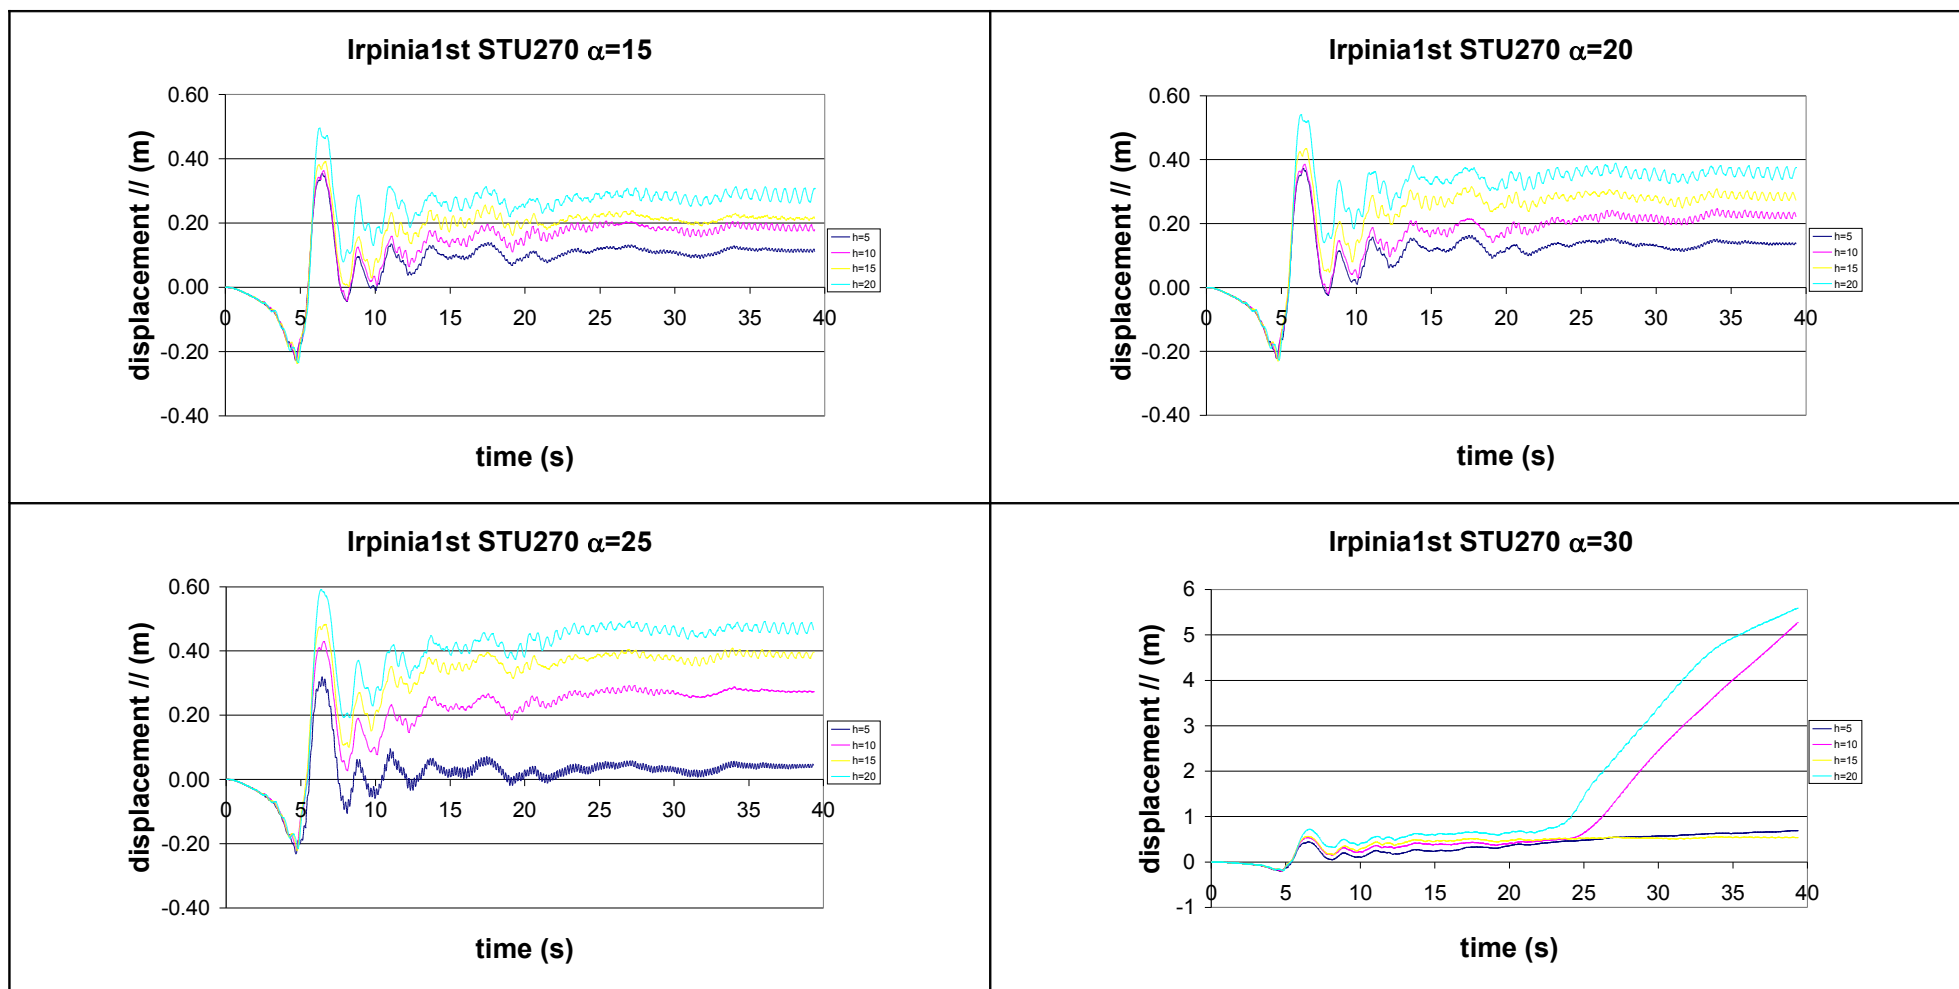 Irpinia1st STU270 α=15
displacement // (m)
0.60
0.40
0.20
0.00
-0.20
-0.40
0 5 10 15 20 25 30 35 40
time (s)
h=5
h=10
h=15
h=20
Irpinia1st STU270 α=20
displacement // (m)
0.60
0.40
0.20
0.00
-0.20
-0.40
0 5 10 15 20 25 30 35 40
time (s)
h=5
h=10
h=15
h=20
Irpinia1st STU270 α=25
displacement // (m)
0.60
0.40
0.20
0.00
-0.20
-0.40
0 5 10 15 20 25 30 35 40
time (s)
h=5
h=10
h=15
h=20
Irpinia1st STU270 α=30
displacement // (m)
6
5
4
3
2
1
0
-1
0 5 10 15 20 25 30 35 40
time (s)
h=5
h=10
h=15
h=20